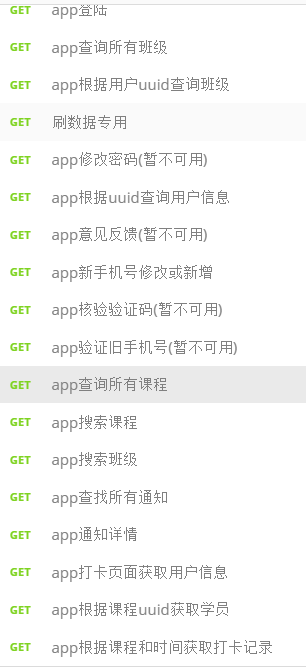 GET app登陆
GET app查询所有班级
GET app根据用户uuid查询班级
GET 刷数据专用
GET app修改密码(暂不可用)
GET app根据uuid查询用户信息
GET app意见反馈(暂不可用)
GET app新手机号修改或新增
GET app核验验证码(暂不可用)
GET app验证旧手机号(暂不可用)
GET app查询所有课程
GET app搜索课程
GET app搜索班级
GET app查找所有通知
GET app通知详情
GET app打卡页面获取用户信息
GET app根据课程uuid获取学员
GET app根据课程和时间获取打卡记录